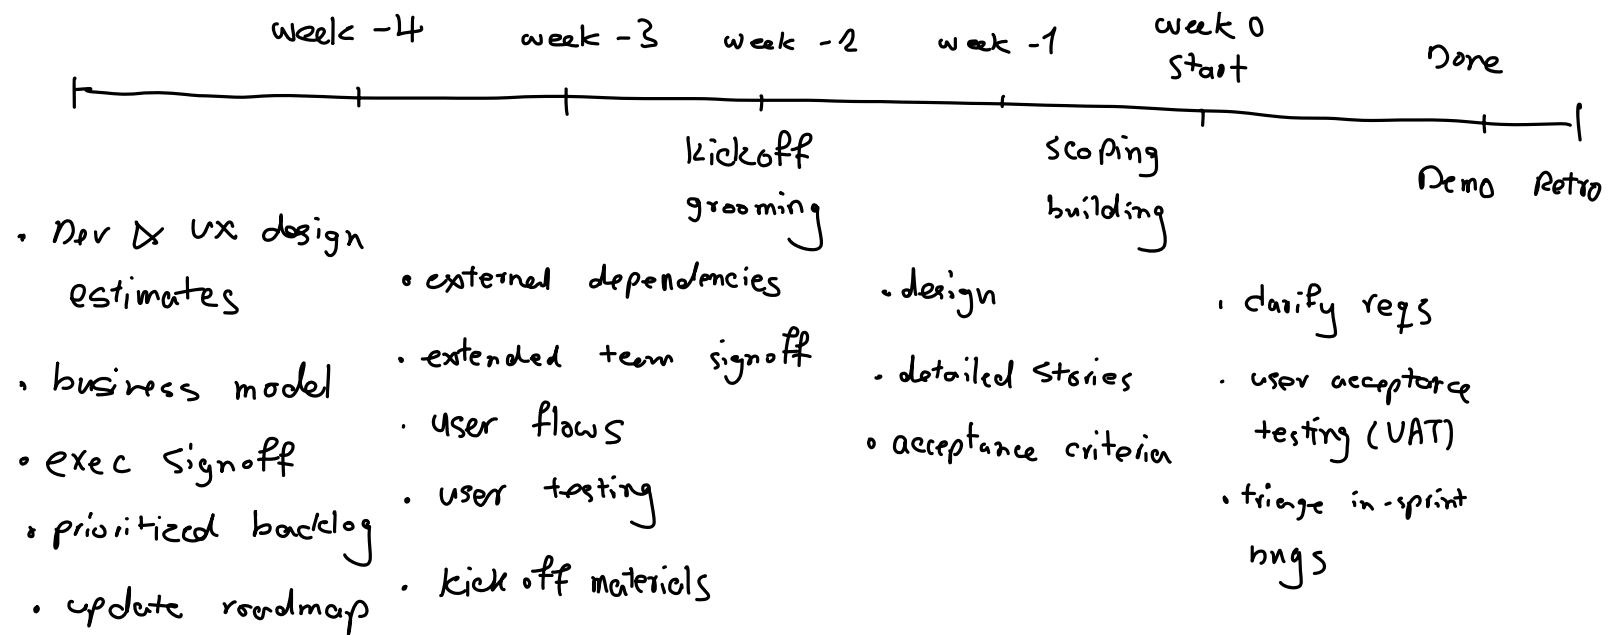 week -4
week -3
week -2
week -1
week 0
start
Done
kickoff
grooming
scoping
building
Demo
Retro
• Dev & UX design
estimates
• business model
• exec signoff
• prioritized backlog
• update roadmap
• external dependencies
• extended team signoff
• user flows
• user testing
• kick off materials
• design
• detailed stories
• acceptance criteria
• clarify reqs
• user acceptance
testing (UAT)
• triage in-sprint
bugs